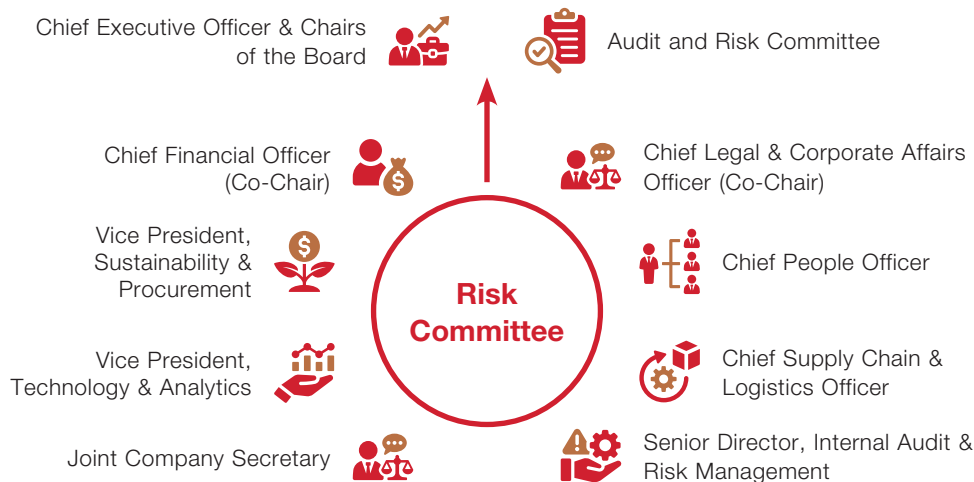 Chief Executive Officer & Chairs
of the Board
Audit and Risk Committee
Chief Financial Officer
(Co-Chair)
Chief Legal & Corporate Affairs
Officer (Co-Chair)
Vice President,
Sustainability &
Procurement
Chief People Officer
Risk
Committee
Vice President,
Technology & Analytics
Chief Supply Chain &
Logistics Officer
Joint Company Secretary
Senior Director, Internal Audit &
Risk Management